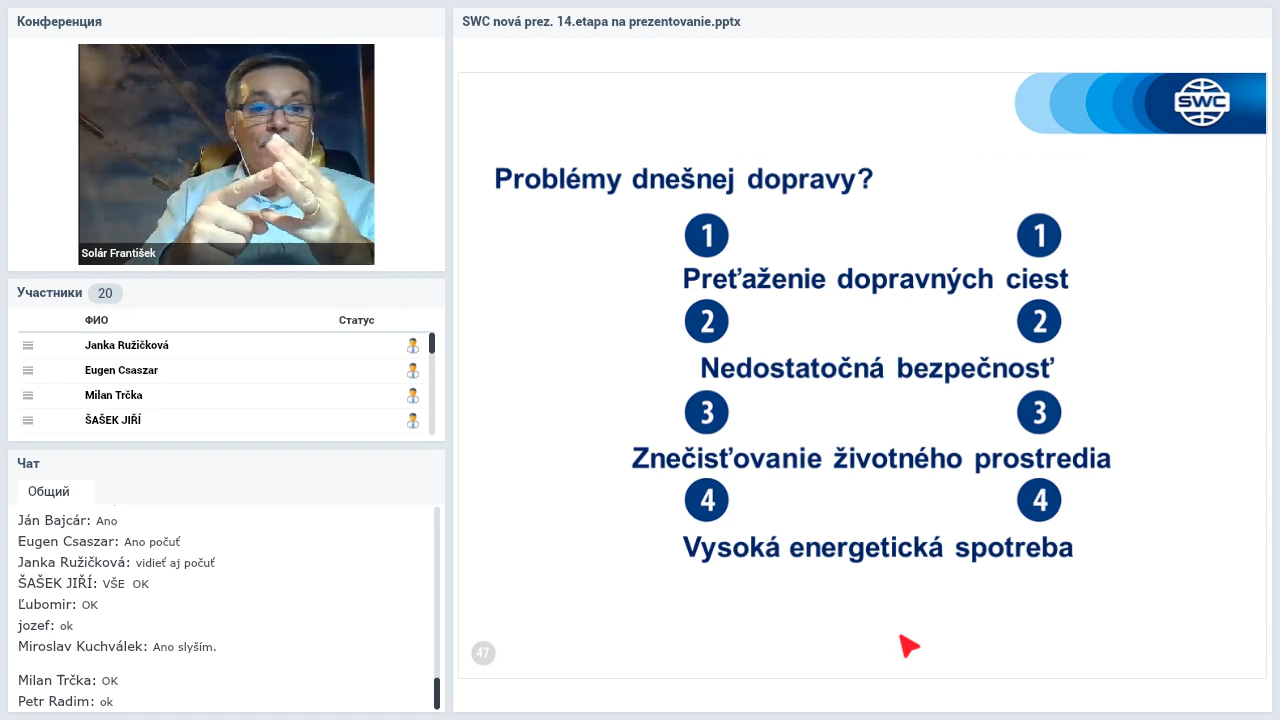 Конференция
Solár František
Участники 20
ФИО Статус
Janka Ružičková
Eugen Csaszar
Milan Trčka
ŠAŠEK JIŘÍ
Чат
Общий
Ján Bajcár: Ano
Eugen Csaszar: Ano počuť
Janka Ružičková: vidieť aj počuť
ŠAŠEK JIŘÍ: VŠE OK
Ľubomir: OK
jozef: ok
Miroslav Kuchválek: Ano slyším.
Milan Trčka: OK
Petr Radim: ok
SWC nová prez. 14.etapa na prezentovanie.pptx
SWC
Problémy dnešnej dopravy?
1 1
Preťaženie dopravných ciest
2 2
Nedostatočná bezpečnosť
3 3
Znečisťovanie životného prostredia
4 4
Vysoká energetická spotreba
47